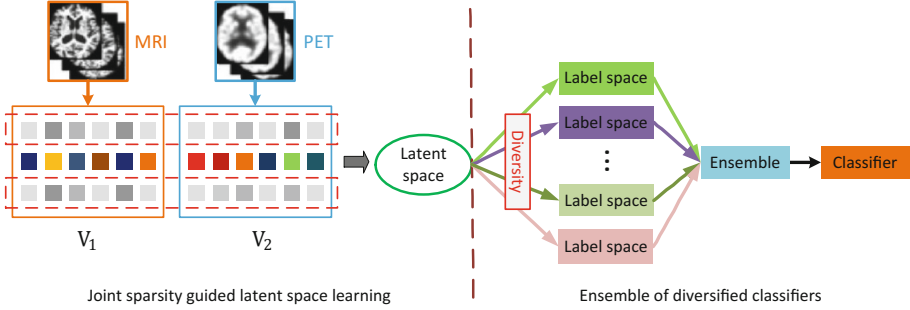 MRI
PET
V1
V2
Latent
space
Diversity
Label space
Label space
Label space
Label space
Ensemble
Classifier
Joint sparsity guided latent space learning
Ensemble of diversified classifiers